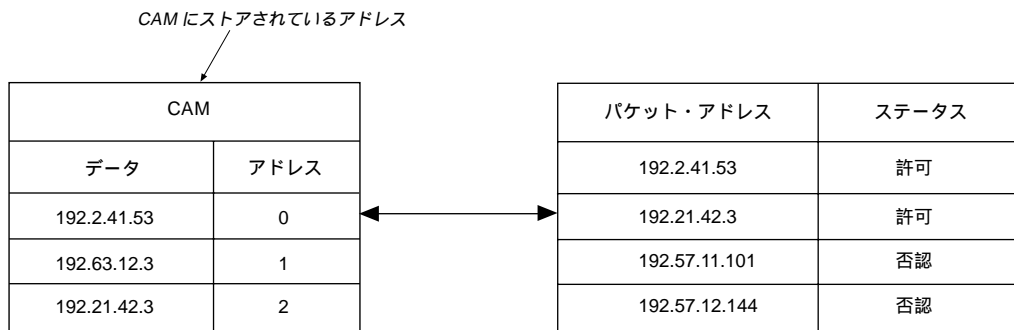 CAM にストアされているアドレス
CAM
データ アドレス
192.2.41.53 0
192.63.12.3 1
192.21.42.3 2
パケット・アドレス ステータス
192.2.41.53 許可
192.21.42.3 許可
192.57.11.101 否認
192.57.12.144 否認